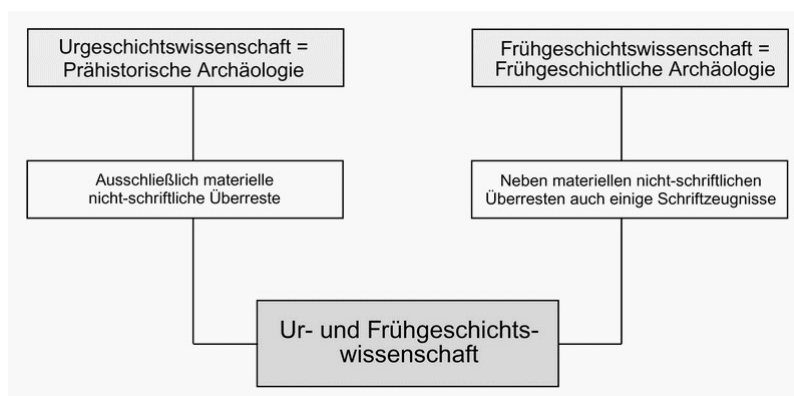 Urgeschichtswissenschaft =
Prähistorische Archäologie
Frühgeschichtswissenschaft =
Frühgeschichtliche Archäologie
Ausschließlich materielle
nicht-schriftliche Überreste
Neben materiellen nicht-schriftlichen
Überresten auch einige Schriftzeugnisse
Ur- und Frühgeschichts-
wissenschaft